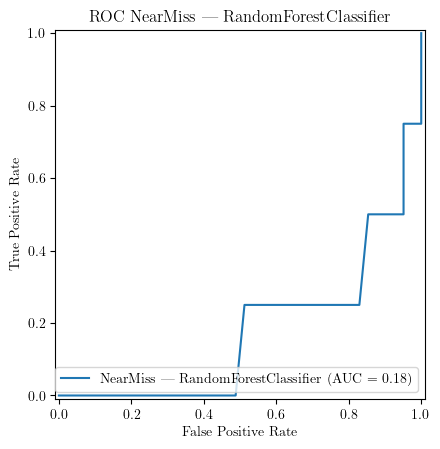 ROC NearMiss — RandomForestClassifier
1.0
0.8
0.6
0.4
0.2
0.0
True Positive Rate
NearMiss — RandomForestClassifier (AUC = 0.18)
0.0 0.2 0.4 0.6 0.8 1.0
False Positive Rate